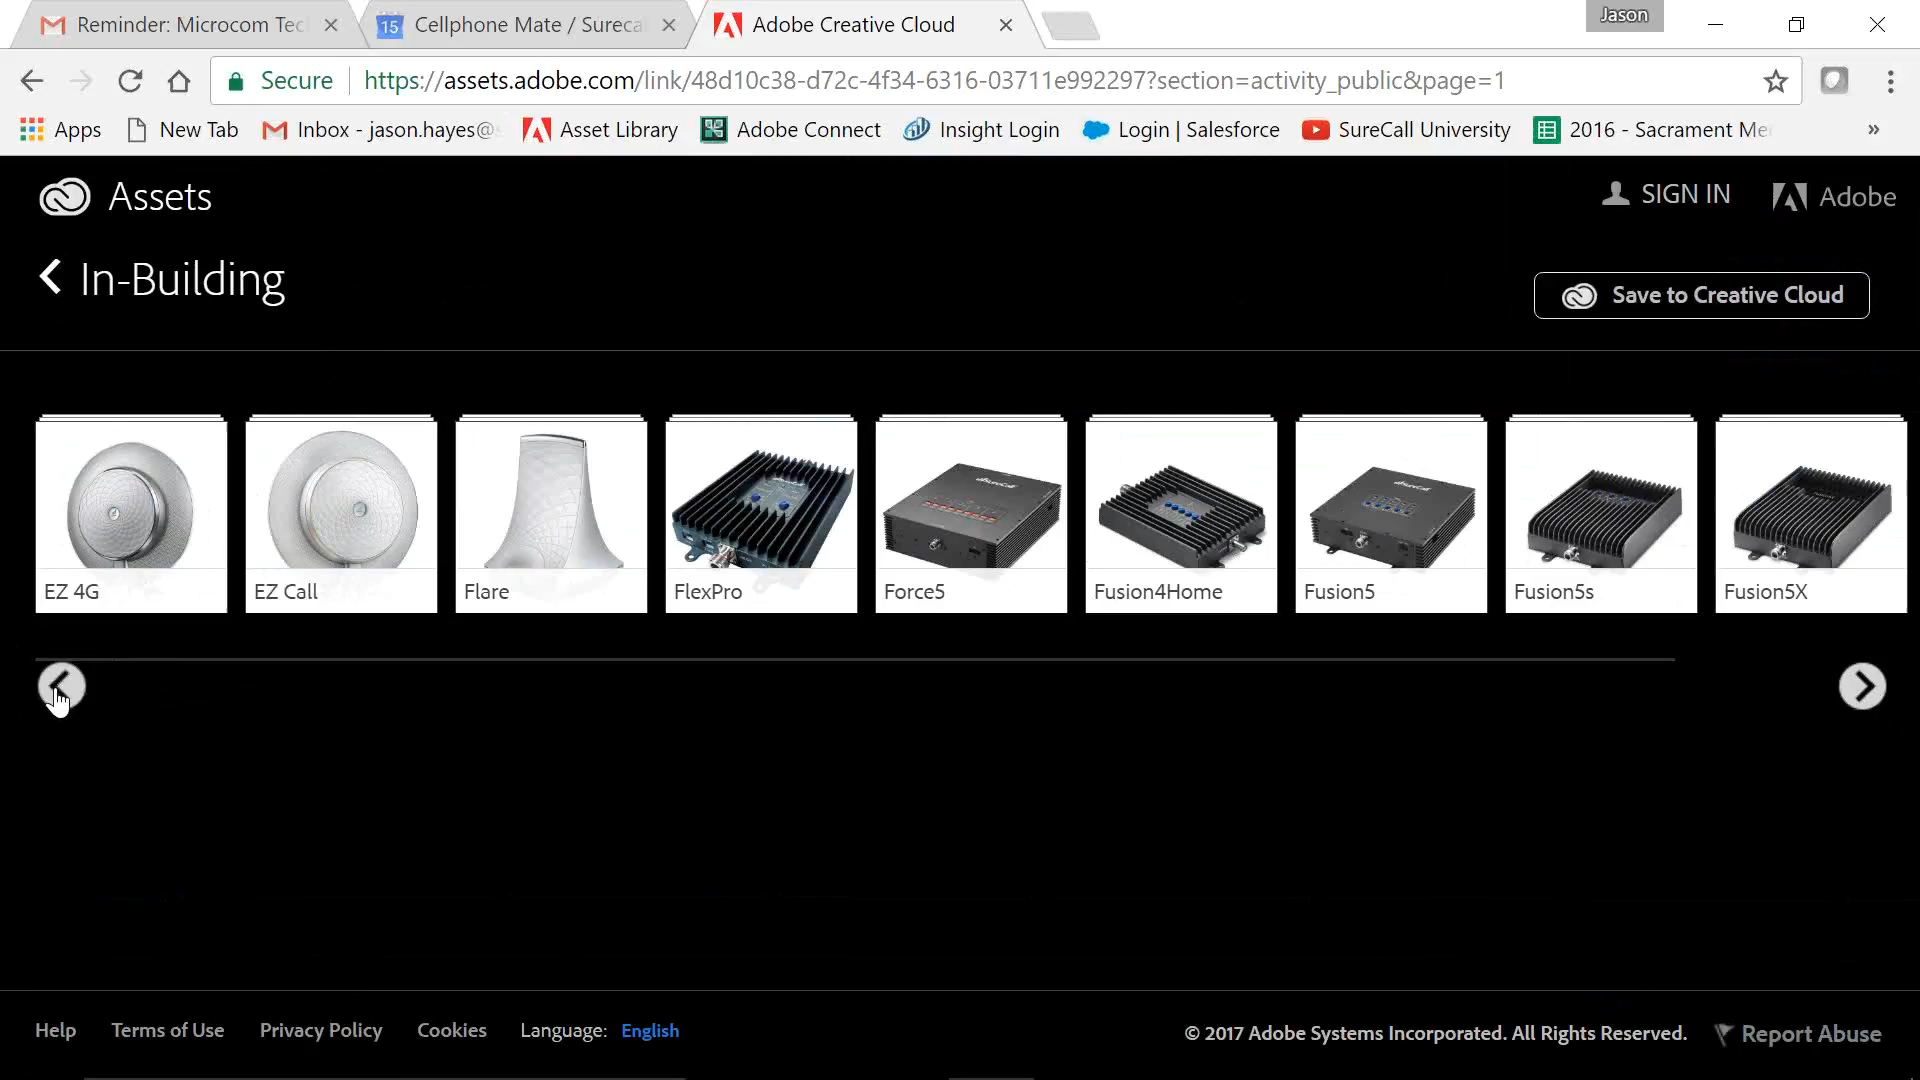 Reminder: Microcom Tec
15 Cellphone Mate / Sureca
Adobe Creative Cloud
Jason
Secure https://assets.adobe.com/link/48d10c38-d72c-4f34-6316-03711e992297?section=activity_public&page=1
Apps New Tab Inbox - jason.hayes@ Asset Library Adobe Connect Insight Login Login | Salesforce SureCall University 2016 - Sacrament Me »
Assets
SIGN IN
Adobe
In-Building
Save to Creative Cloud
EZ 4G
EZ Call
Flare
FlexPro
Force5
Fusion4Home
Fusion5
Fusion5s
Fusion5X
Help Terms of Use Privacy Policy Cookies Language: English
© 2017 Adobe Systems Incorporated. All Rights Reserved.
Report Abuse